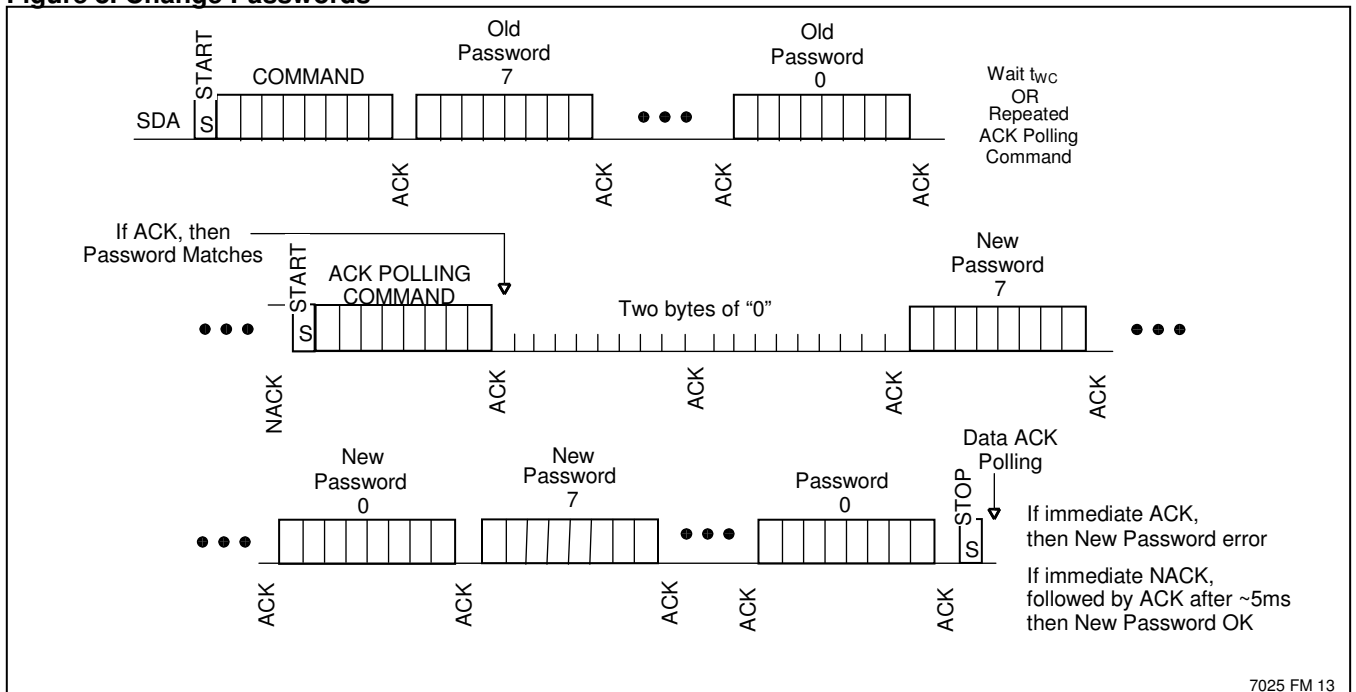 START
COMMAND
Old
Password
7
Old
Password
0
Wait tWC
OR
Repeated
ACK Polling
Command
SDA
S
ACK
ACK
ACK
ACK
If ACK, then
Password Matches
START
ACK POLLING
COMMAND
S
Two bytes of “0”
New
Password
7
NACK
ACK
ACK
ACK
ACK
New
Password
0
New
Password
7
Password
0
STOP
S
Data ACK
Polling
If immediate ACK,
then New Password error
If immediate NACK,
followed by ACK after ~5ms
then New Password OK
ACK
ACK
ACK
ACK
ACK
7025 FM 13